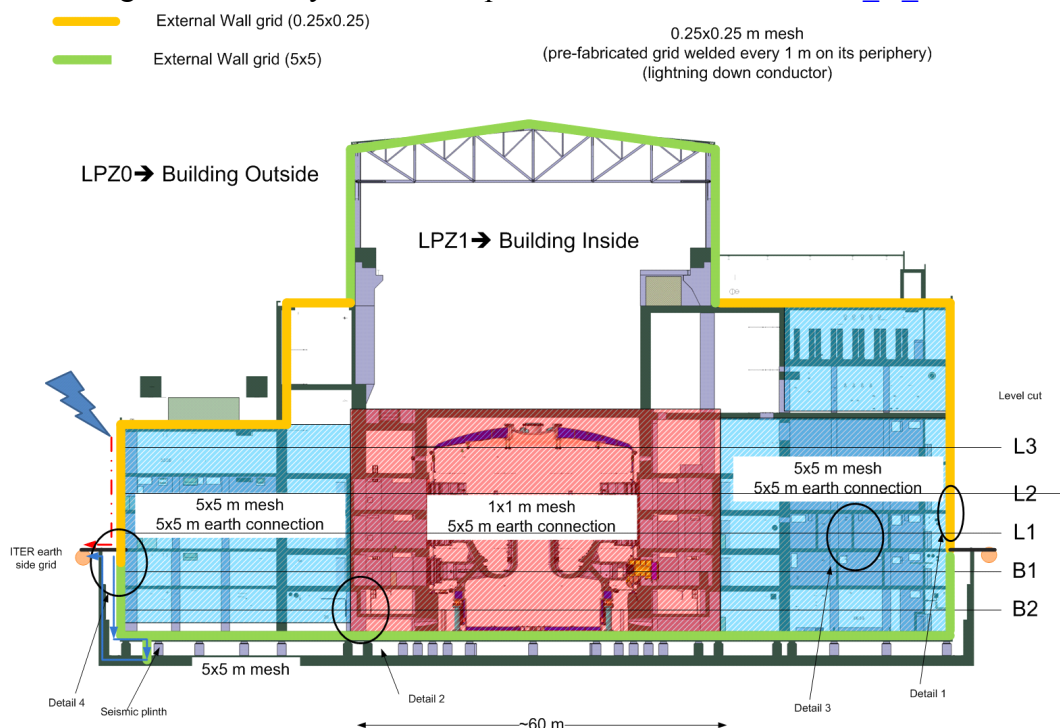 External Wall grid (0.25x0.25)
External Wall grid (5x5)
0.25x0.25 m mesh
(pre-fabricated grid welded every 1 m on its periphery)
(lightning down conductor)
LPZ0➔ Building Outside
LPZ1➔ Building Inside
Level cut
L3
5x5 m mesh
5x5 m earth connection
L2
5x5 m mesh
5x5 m earth connection
1x1 m mesh
5x5 m earth connection
L1
ITER earth
side grid
B1
B2
5x5 m mesh
Detail 4
Seismic plinth
Detail 2
Detail 3
Detail 1
~60 m